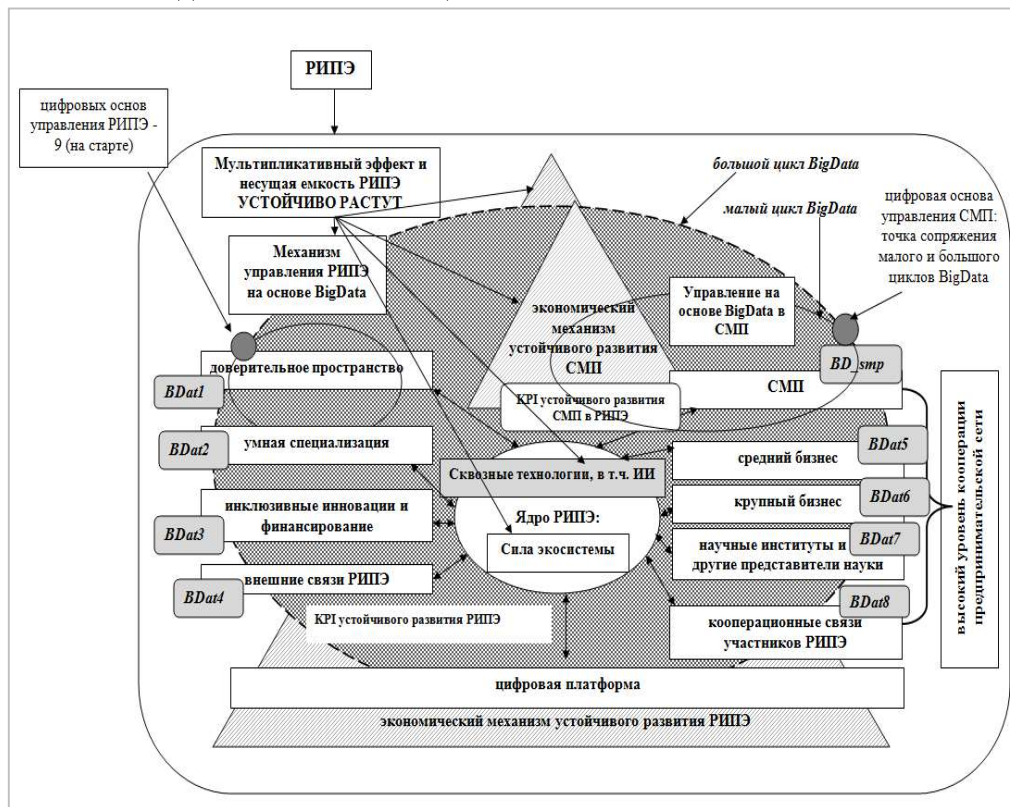 РИПЭ
цифровых основ
управления РИПЭ -
9 (на старте)
Мультипликативный эффект и
несущая емкость РИПЭ
УСТОЙЧИВО РАСТУТ
большой цикл BigData
малый цикл BigData
цифровая основа
управления СМП:
точка сопряжения
малого и большого
циклов BigData
Механизм
управления РИПЭ
на основе BigData
Управление на
основе BigData в
СМП
экономический
механизм
устойчивого развития
СМП
доверительное пространство
BDat1
BD_smp
СМП
KPI устойчивого развития
СМП в РИПЭ
умная специализация
BDat2
средний бизнес
BDat5
Сквозные технологии, в т.ч. ИИ
крупный бизнес
BDat6
инклюзивные инновации и
финансирование
BDat3
Ядро РИПЭ:
Сила экосистемы
научные институты и
другие представители науки
BDat7
внешние связи РИПЭ
BDat4
BDat8
кооперационные связи
участников РИПЭ
KPI устойчивого развития РИПЭ
высокий уровень кооперации
предпринимательской сети
цифровая платформа
экономический механизм устойчивого развития РИПЭ